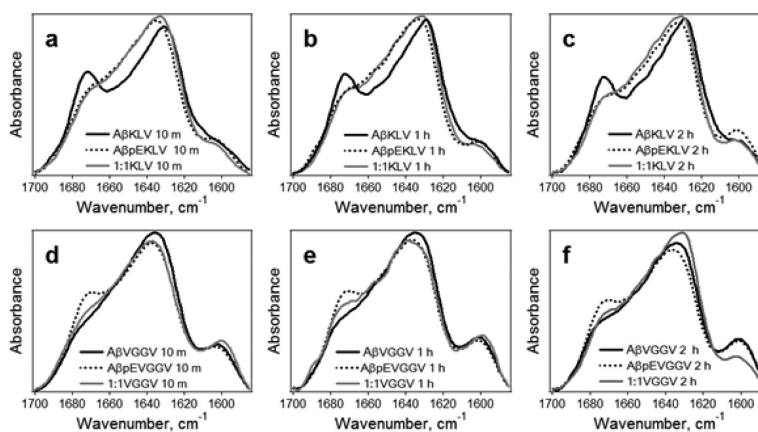 a
Absorbance
AβKLV 10 m
AβpEKLV 10 m
1:1KLV 10 m
1700 1680 1660 1640 1620 1600
Wavenumber, cm-1
b
Absorbance
AβKLV 1 h
AβpEKLV 1 h
1:1KLV 1 h
1700 1680 1660 1640 1620 1600
Wavenumber, cm-1
c
Absorbance
AβKLV 2 h
AβpEKLV 2 h
1:1KLV 2 h
1700 1680 1660 1640 1620 1600
Wavenumber, cm-1
d
Absorbance
AβVGGV 10 m
AβpEVGGV 10 m
1:1VGGV 10 m
1700 1680 1660 1640 1620 1600
Wavenumber, cm-1
e
Absorbance
AβVGGV 1 h
AβpEVGGV 1 h
1:1VGGV 1 h
1700 1680 1660 1640 1620 1600
Wavenumber, cm-1
f
Absorbance
AβVGGV 2 h
AβpEVGGV 2 h
1:1VGGV 2 h
1700 1680 1660 1640 1620 1600
Wavenumber, cm-1